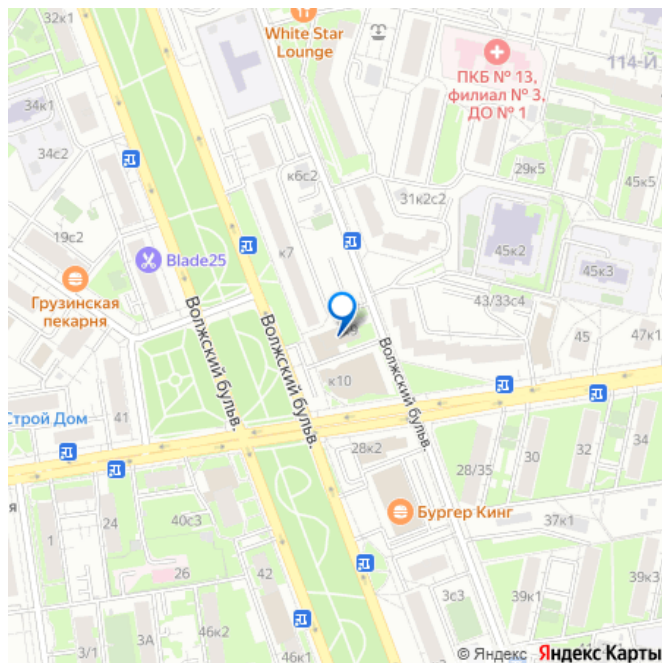 32к1
White Star
Lounge
ПКБ № 13,
филиал № 3,
ДО № 1
114-Й
34к1
34с2
к6с2
29к5
31к2с2
45к5
19с2
Blade25
к7
45к2
45к3
Грузинская
пекарня
43/33с4
Волжский бульв.
Волжский бульв.
Волжский бульв.
45
47к1
к10
Строй Дом
41
28к2
28/35
30
32
34
Бургер Кинг
1
24
40с3
37к1
26
42
3с3
39к1
39к3
3/1
3А
46к2
46к1
© Яндекс Яндекс Карты